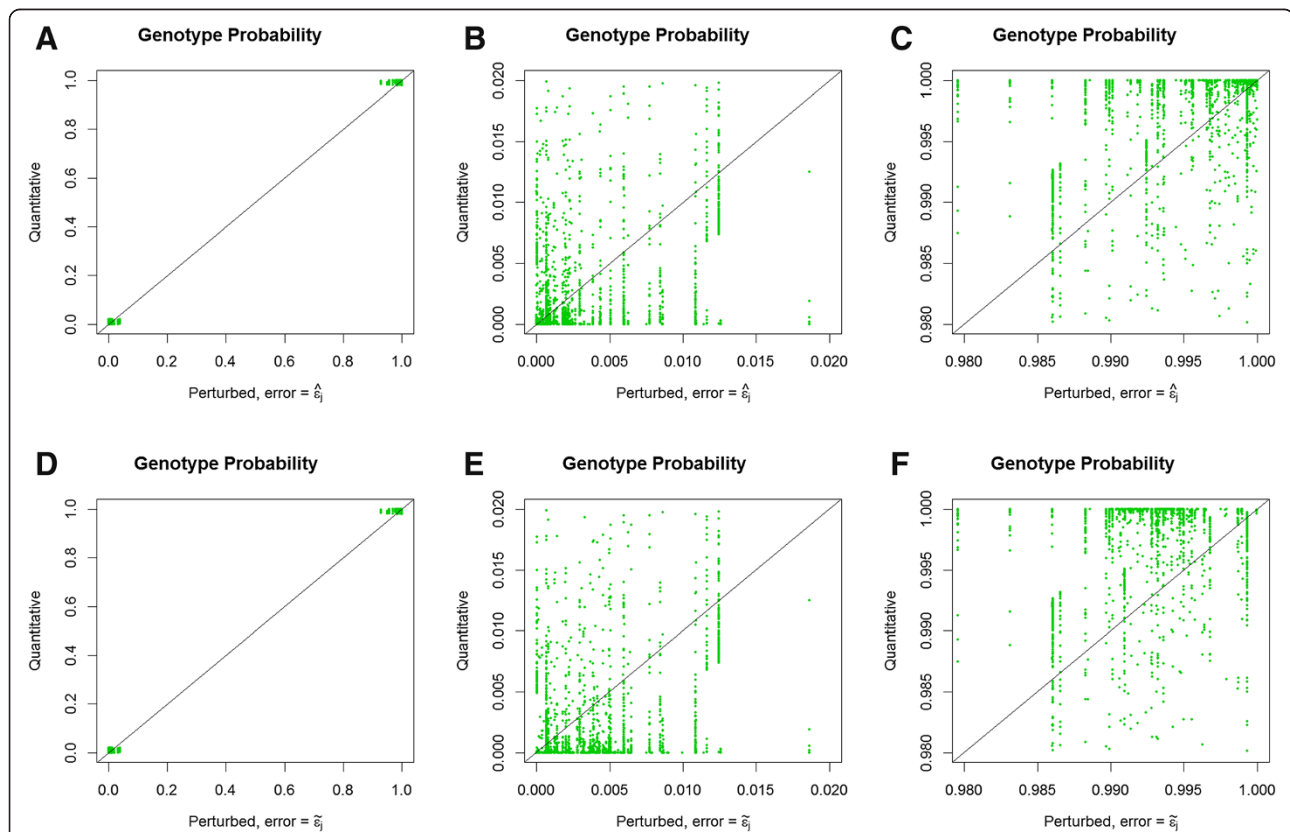 A
Genotype Probability
Quantitative
1.0
0.8
0.6
0.4
0.2
0.0
0.0 0.2 0.4 0.6 0.8 1.0
Perturbed, error = ε̂j
B
Genotype Probability
Quantitative
0.020
0.015
0.010
0.005
0.000
0.000 0.005 0.010 0.015 0.020
Perturbed, error = ε̂j
C
Genotype Probability
Quantitative
1.000
0.995
0.990
0.985
0.980
0.980 0.985 0.990 0.995 1.000
Perturbed, error = ε̂j
D
Genotype Probability
Quantitative
1.0
0.8
0.6
0.4
0.2
0.0
0.0 0.2 0.4 0.6 0.8 1.0
Perturbed, error = ε̃j
E
Genotype Probability
Quantitative
0.020
0.015
0.010
0.005
0.000
0.000 0.005 0.010 0.015 0.020
Perturbed, error = ε̃j
F
Genotype Probability
Quantitative
1.000
0.995
0.990
0.985
0.980
0.980 0.985 0.990 0.995 1.000
Perturbed, error = ε̃j